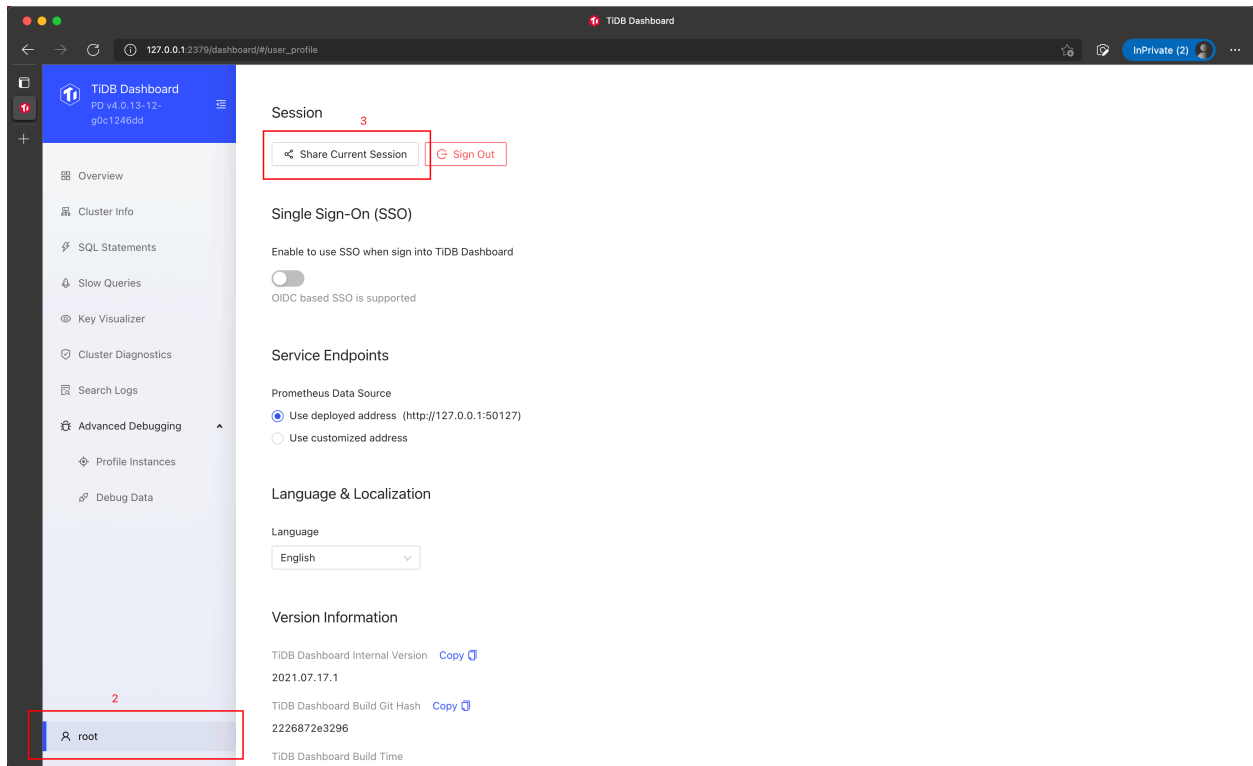 TiDB Dashboard
127.0.0.1:2379/dashboard/#/user_profile
InPrivate (2)
TiDB Dashboard
PD v4.0.13-12-
g0c1246dd
Overview
Cluster Info
SQL Statements
Slow Queries
Key Visualizer
Cluster Diagnostics
Search Logs
Advanced Debugging
Profile Instances
Debug Data
2
root
Session
3
Share Current Session
Sign Out
Single Sign-On (SSO)
Enable to use SSO when sign into TiDB Dashboard
OIDC based SSO is supported
Service Endpoints
Prometheus Data Source
Use deployed address (http://127.0.0.1:50127)
Use customized address
Language & Localization
Language
English
Version Information
TiDB Dashboard Internal Version Copy
2021.07.17.1
TiDB Dashboard Build Git Hash Copy
2226872e3296
TiDB Dashboard Build Time